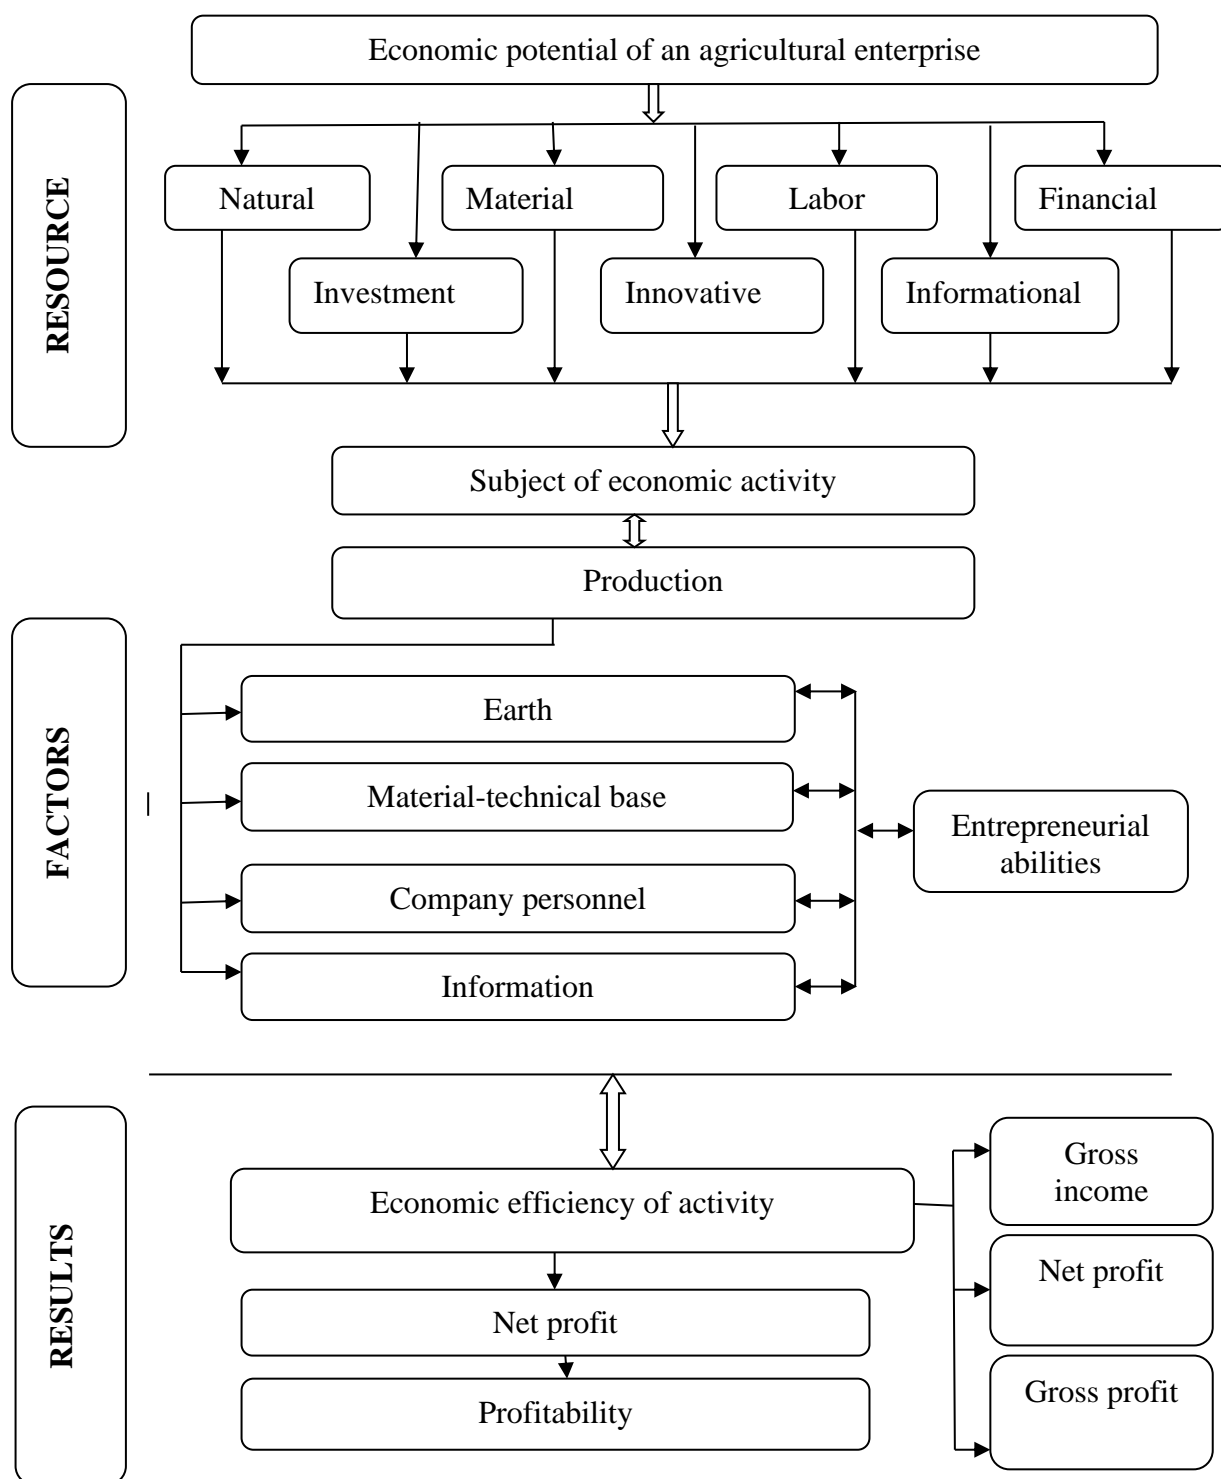 Economic potential of an agricultural enterprise
RESOURCE
Natural
Material
Labor
Financial
Investment
Innovative
Informational
Subject of economic activity
Production
FACTORS
Earth
Material-technical base
Company personnel
Information
Entrepreneurial
abilities
RESULTS
Economic efficiency of activity
Net profit
Profitability
Gross
income
Net profit
Gross profit